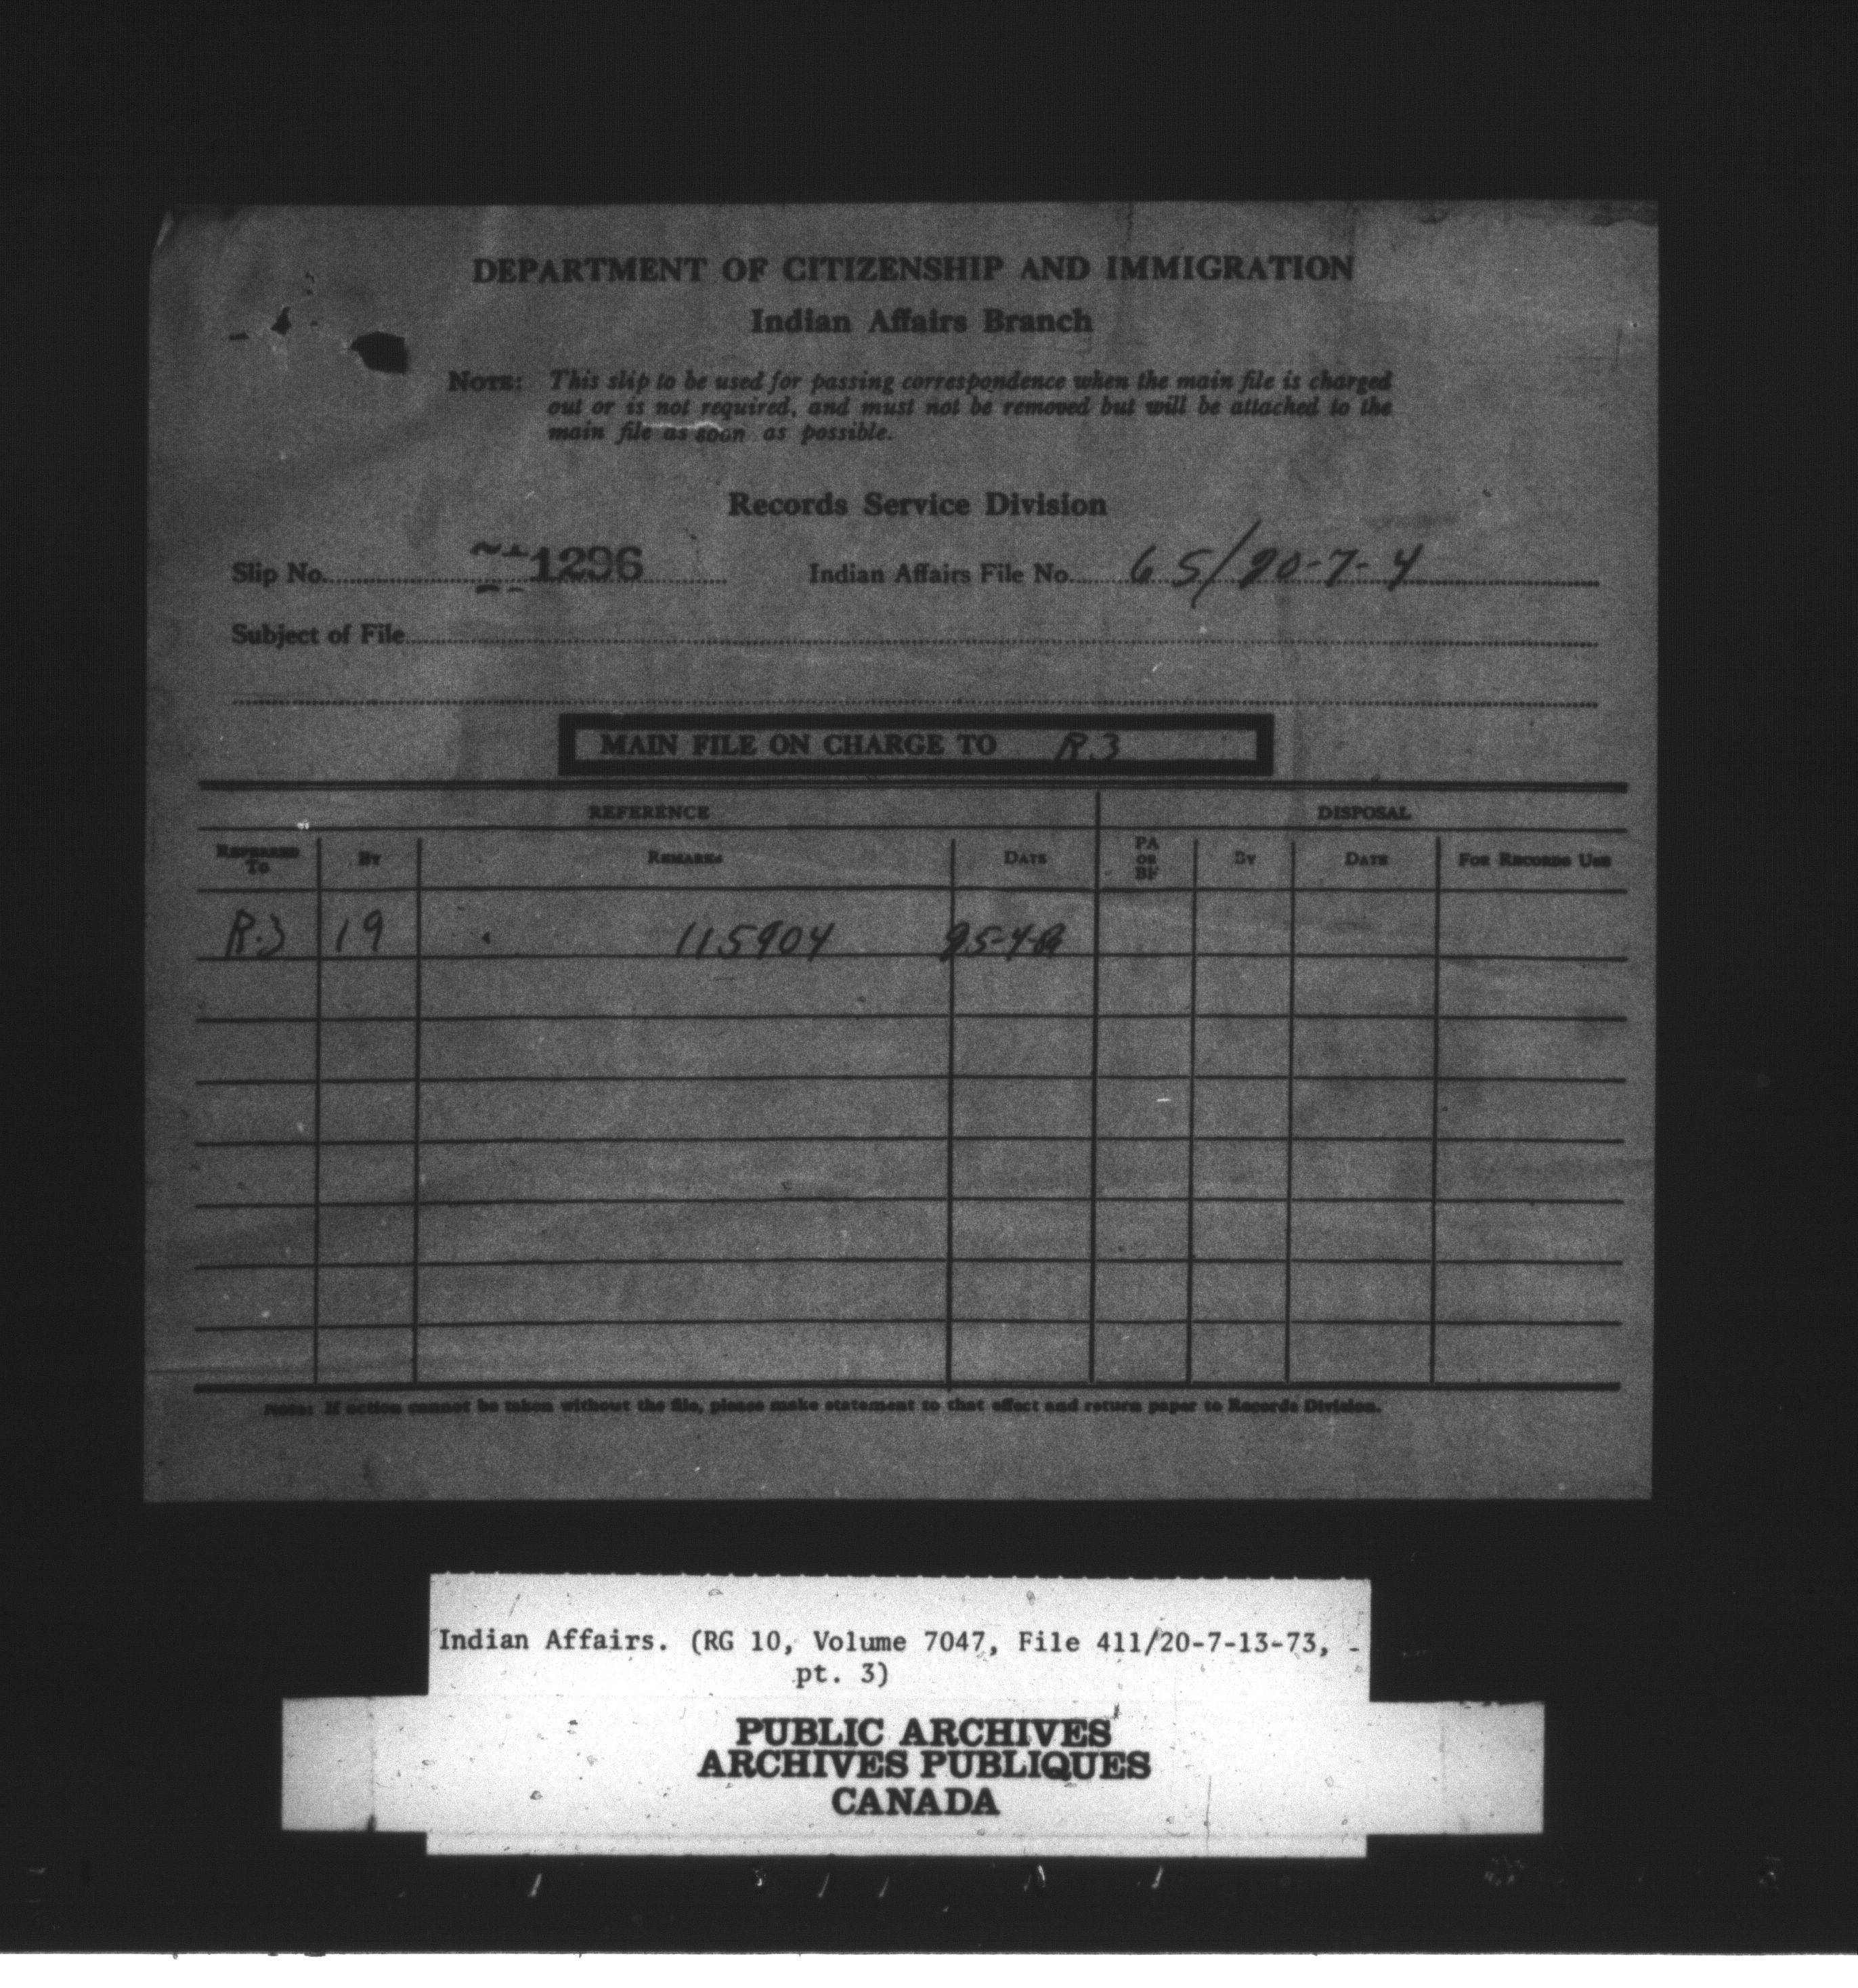 DEPARTMENT OF CITIZENSHIP AND IMMIGRATION
Indian Affairs Branch
NOTE: This slip to be used for passing correspondence when the main file is charged
out or is not required, and must not be removed but will be attached to the
main file as soon as possible.
Records Service Division
Slip No. 1296 Indian Affairs File No. 65/20-7-4
Subject of File
MAIN FILE ON CHARGE TO R.3
REFERENCE DISPOSAL
REFERRED TO BY REMARKS DATE PA OR BF BY DATE FOR RECORDS USE
R.3 19 115904
NOTE: If action cannot be taken without the file, please make statement to that effect and return paper to Records Division.
Indian Affairs. (RG 10, Volume 7047, File 411/20-7-13-73,
pt. 3)
PUBLIC ARCHIVES
ARCHIVES PUBLIQUES
CANADA